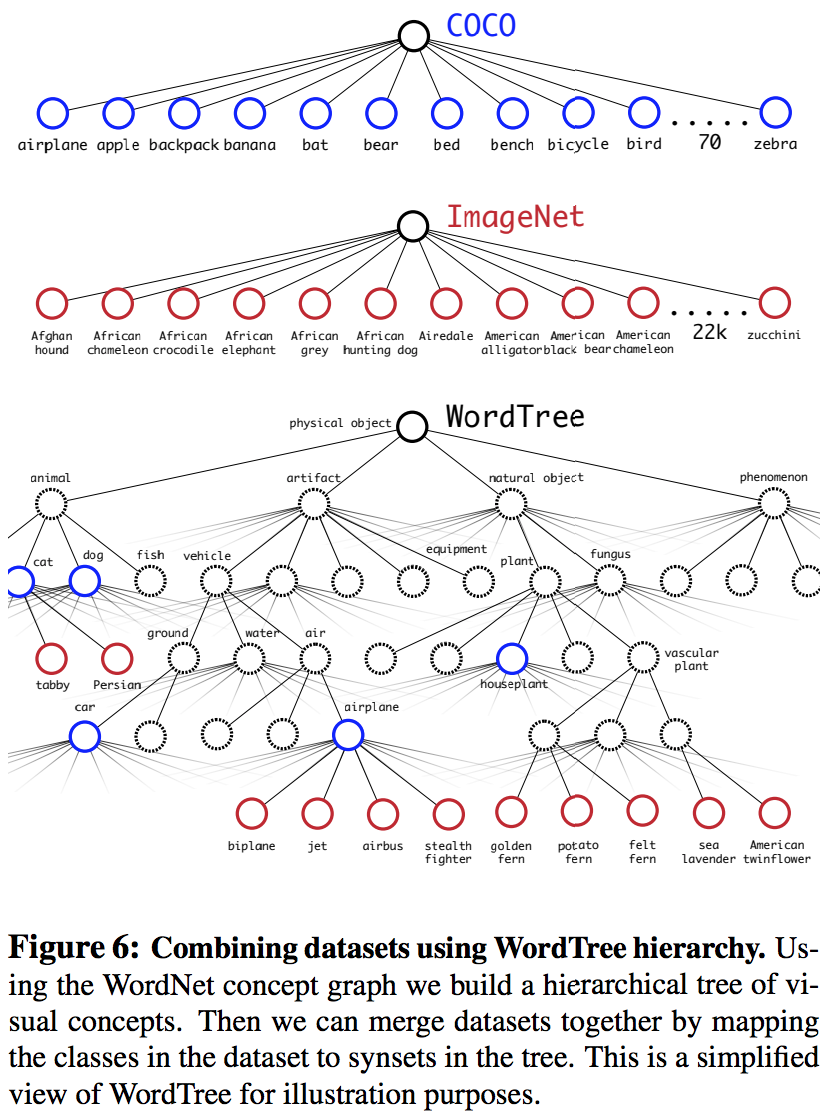 COCO
airplane apple backpack banana bat bear bed bench bicycle bird 70 zebra
ImageNet
Afghan hound
African chameleon
African crocodile
African elephant
African grey
African hunting dog
Airedale
American alligator
American black bear
American chameleon
22k
zucchini
WordTree
physical object
animal artifact natural object phenomenon
cat dog fish vehicle equipment plant fungus
tabby Persian ground water air houseplant vascular plant
car airplane
biplane jet airbus
stealth fighter
golden fern
potato fern
felt fern
sea lavender
American twinflower
Figure 6: Combining datasets using WordTree hierarchy. Us-
ing the WordNet concept graph we build a hierarchical tree of vi-
sual concepts. Then we can merge datasets together by mapping
the classes in the dataset to synsets in the tree. This is a simplified
view of WordTree for illustration purposes.